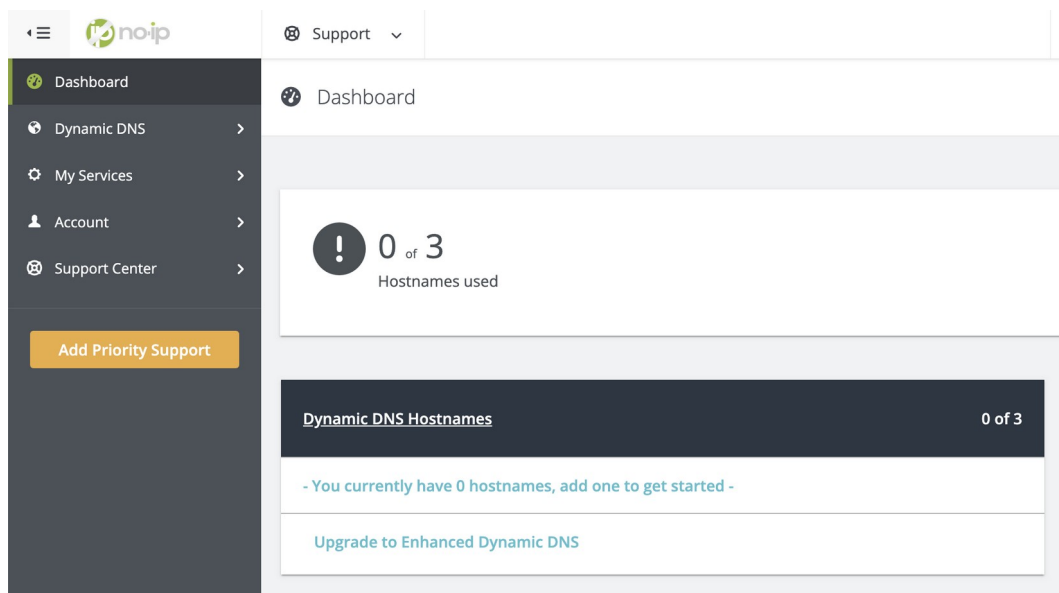 no-ip
Support
Dashboard
Dynamic DNS
My Services
Account
Support Center
Add Priority Support
Dashboard
0 of 3
Hostnames used
Dynamic DNS Hostnames 0 of 3
- You currently have 0 hostnames, add one to get started -
Upgrade to Enhanced Dynamic DNS